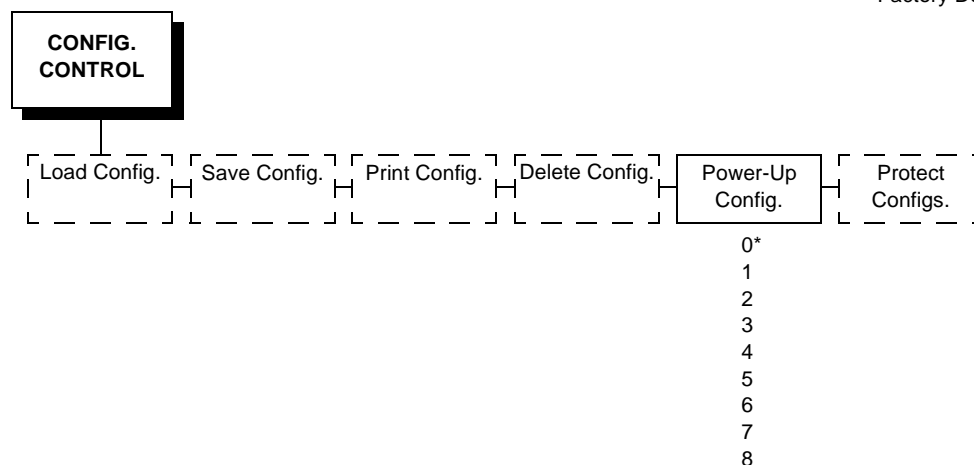 Factory
CONFIG.
CONTROL
Load Config.
Save Config.
Print Config.
Delete Config.
Power-Up
Config.
Protect
Configs.
0*
1
2
3
4
5
6
7
8